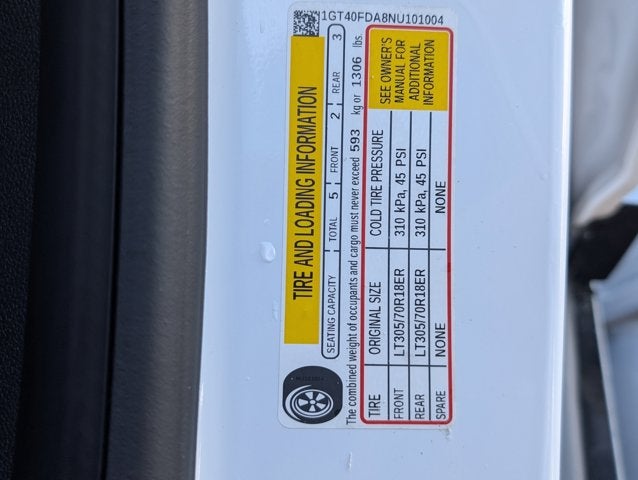 1GT40FDA8NU101004
TIRE AND LOADING INFORMATION
SEATING CAPACITY TOTAL 5 FRONT 2 REAR 3
The combined weight of occupants and cargo must never exceed 593 kg or 1306 lbs.
TIRE ORIGINAL SIZE COLD TIRE PRESSURE
FRONT LT305/70R18ER 310 kPa, 45 PSI
REAR LT305/70R18ER 310 kPa, 45 PSI
SPARE NONE NONE
SEE OWNER'S
MANUAL FOR
ADDITIONAL
INFORMATION